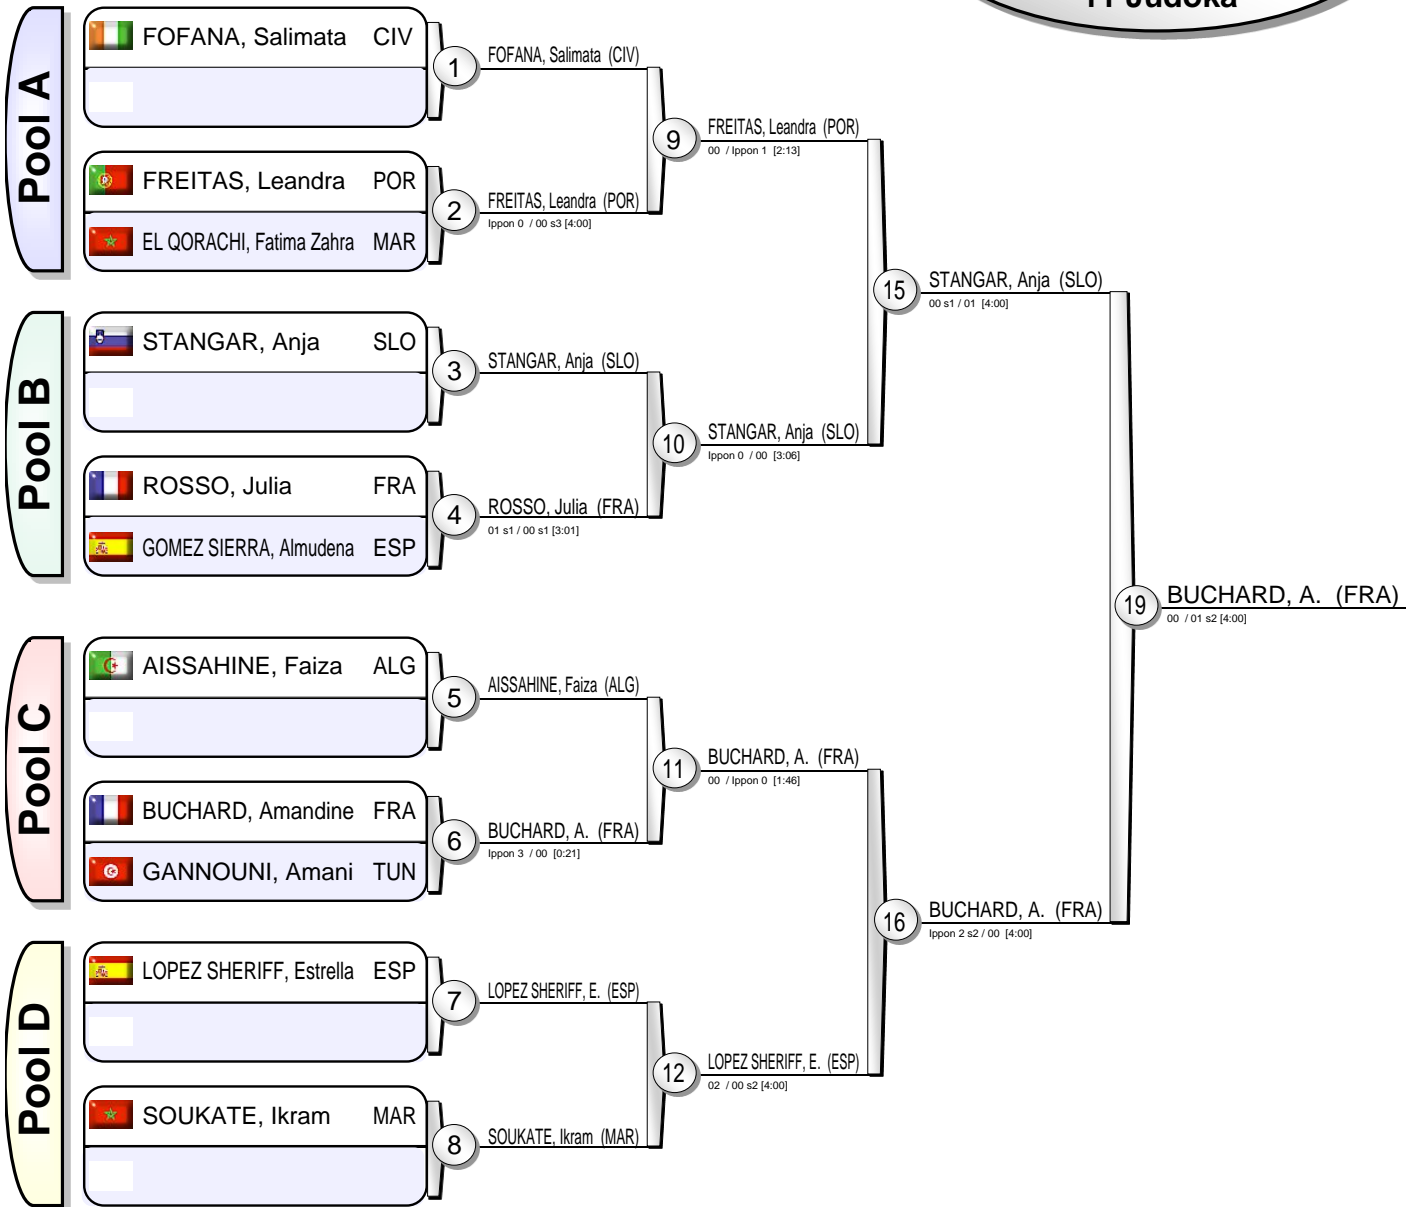 11 Judoka
Pool A
FOFANA, Salimata CIV
FREITAS, Leandra POR
EL QORACHI, Fatima Zahra MAR
1
FOFANA, Salimata (CIV)
2
FREITAS, Leandra (POR)
Ippon 0 / 00 s3 [4:00]
9
FREITAS, Leandra (POR)
00 / Ippon 1 [2:13]
Pool B
STANGAR, Anja SLO
ROSSO, Julia FRA
GOMEZ SIERRA, Almudena ESP
3
STANGAR, Anja (SLO)
4
ROSSO, Julia (FRA)
01 s1 / 00 s1 [3:01]
10
STANGAR, Anja (SLO)
Ippon 0 / 00 [3:06]
15
STANGAR, Anja (SLO)
00 s1 / 01 [4:00]
Pool C
AISSAHINE, Faiza ALG
BUCHARD, Amandine FRA
GANNOUNI, Amani TUN
5
AISSAHINE, Faiza (ALG)
6
BUCHARD, A. (FRA)
Ippon 3 / 00 [0:21]
11
BUCHARD, A. (FRA)
00 / Ippon 0 [1:46]
Pool D
LOPEZ SHERIFF, Estrella ESP
SOUKATE, Ikram MAR
7
LOPEZ SHERIFF, E. (ESP)
8
SOUKATE, Ikram (MAR)
12
LOPEZ SHERIFF, E. (ESP)
02 / 00 s2 [4:00]
16
BUCHARD, A. (FRA)
Ippon 2 s2 / 00 [4:00]
19
BUCHARD, A. (FRA)
00 / 01 s2 [4:00]